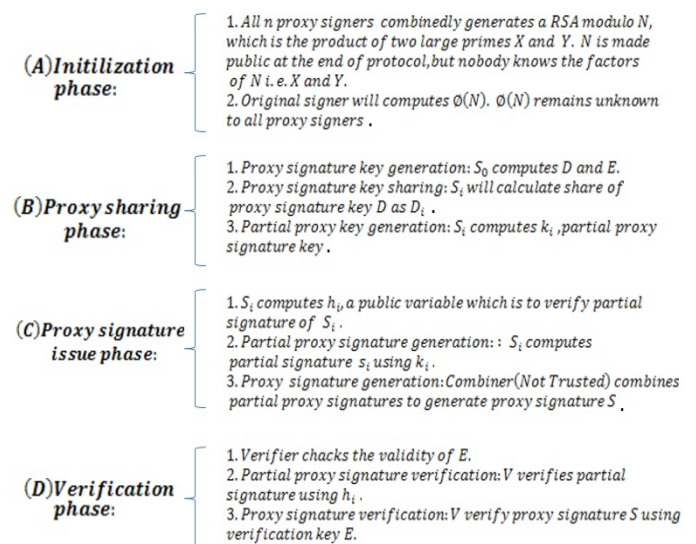 (A)Initilization
phase:
1. All n proxy signers combinedly generates a RSA modulo N,
which is the product of two large primes X and Y. N is made
public at the end of protocol,but nobody knows the factors
of N i.e.X and Y.
2. Original signer will computes ∅(N). ∅(N) remains unknown
to all proxy signers .
(B)Proxy sharing
phase:
1. Proxy signature key generation: S₀ computes D and E.
2. Proxy signature key sharing: Sᵢ will calculate share of
proxy signature key D as Dᵢ .
3. Partial proxy key generation: Sᵢ computes kᵢ ,partial proxy
signature key .
(C)Proxy signature
issue phase:
1. Sᵢ computes hᵢ,a public variable which is to verify partial
signature of Sᵢ .
2. Partial proxy signature generation: : Sᵢ computes
partial signature sᵢ using kᵢ .
3. Proxy signature generation:Combiner(Not Trusted) combines
partial proxy signatures to generate proxy signature S .
(D)Verification
phase:
1. Verifier chacks the validity of E.
2. Partial proxy signature verification:V verifies partial
signature using hᵢ .
3. Proxy signature verification:V verify proxy signature S using
verification key E.